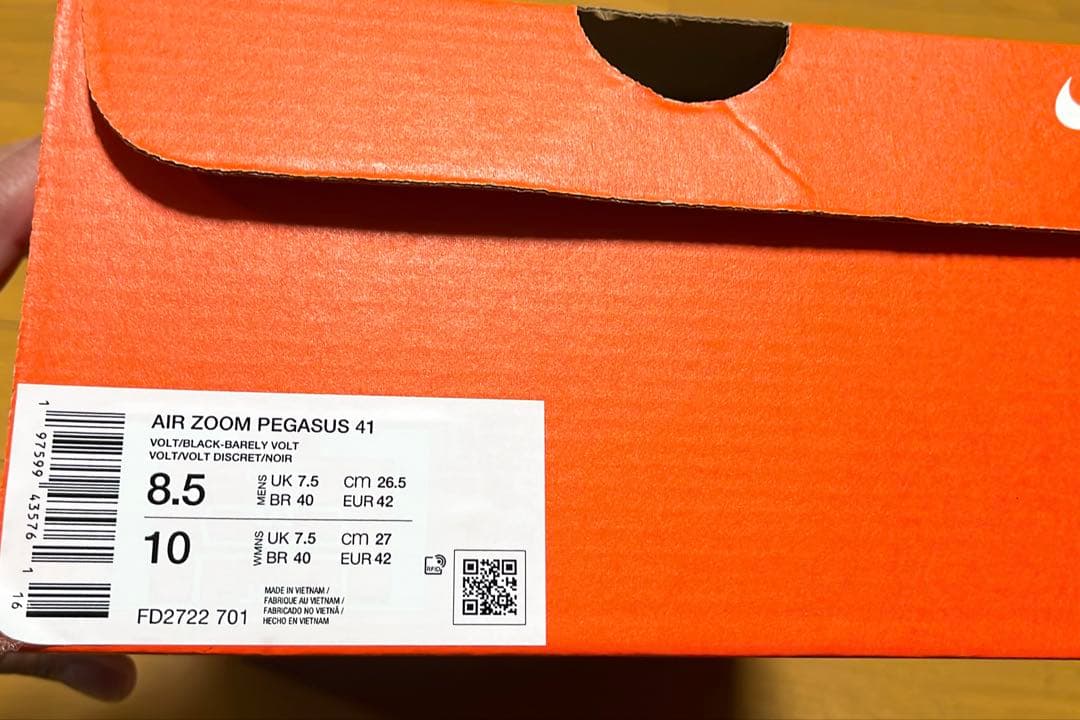 AIR ZOOM PEGASUS 41
VOLT/BLACK-BARELY VOLT
VOLT/VOLT DISCRET/NOIR
8.5 MENS UK 7.5 cm 26.5
BR 40 EUR 42
10 WMNS UK 7.5 cm 27
BR 40 EUR 42
RFID
MADE IN VIETNAM /
FABRIQUE AU VIETNAM /
FABRICADO NO VIETNÃ /
HECHO EN VIETNAM
FD2722 701
1 97599 43576 1
16